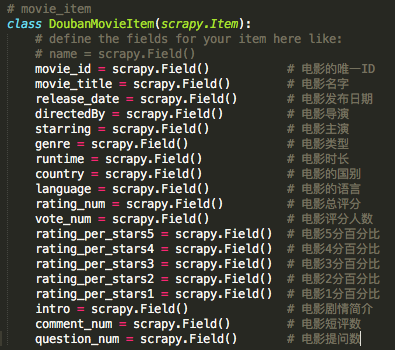 # movie_item
class DoubanMovieItem(scrapy.Item):
    # define the fields for your item here like:
    # name = scrapy.Field()
    movie_id = scrapy.Field()           # 电影的唯一ID
    movie_title = scrapy.Field()        # 电影名字
    release_date = scrapy.Field()       # 电影发布日期
    directedBy = scrapy.Field()         # 电影导演
    starring = scrapy.Field()           # 电影主演
    genre = scrapy.Field()              # 电影类型
    runtime = scrapy.Field()            # 电影时长
    country = scrapy.Field()            # 电影的国别
    language = scrapy.Field()           # 电影的语言
    rating_num = scrapy.Field()         # 电影总评分
    vote_num = scrapy.Field()           # 电影评分人数
    rating_per_stars5 = scrapy.Field()  # 电影5分百分比
    rating_per_stars4 = scrapy.Field()  # 电影4分百分比
    rating_per_stars3 = scrapy.Field()  # 电影3分百分比
    rating_per_stars2 = scrapy.Field()  # 电影2分百分比
    rating_per_stars1 = scrapy.Field()  # 电影1分百分比
    intro = scrapy.Field()              # 电影剧情简介
    comment_num = scrapy.Field()        # 电影短评数
    question_num = scrapy.Field()       # 电影提问数